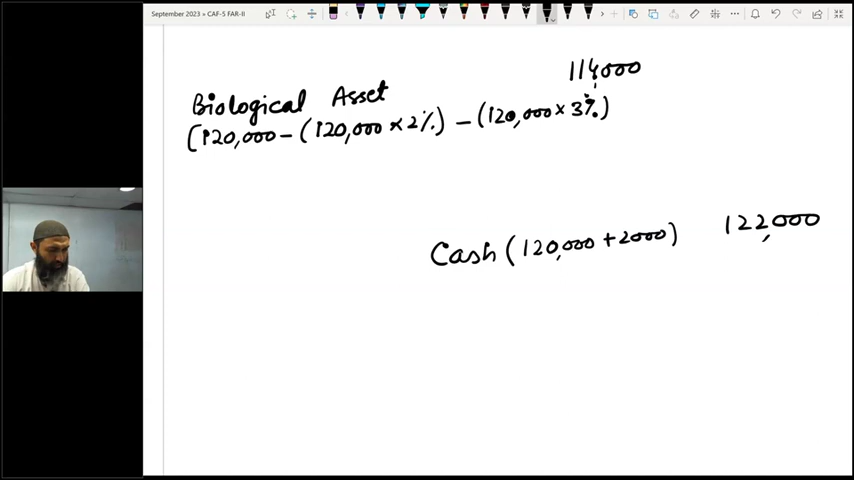 September 2023 » CAF-5 FAR-II
114,000
Biological Asset
(120,000 - (120,000 × 2%) - (120,000 × 3%)
Cash (120,000 + 2000) 122,000